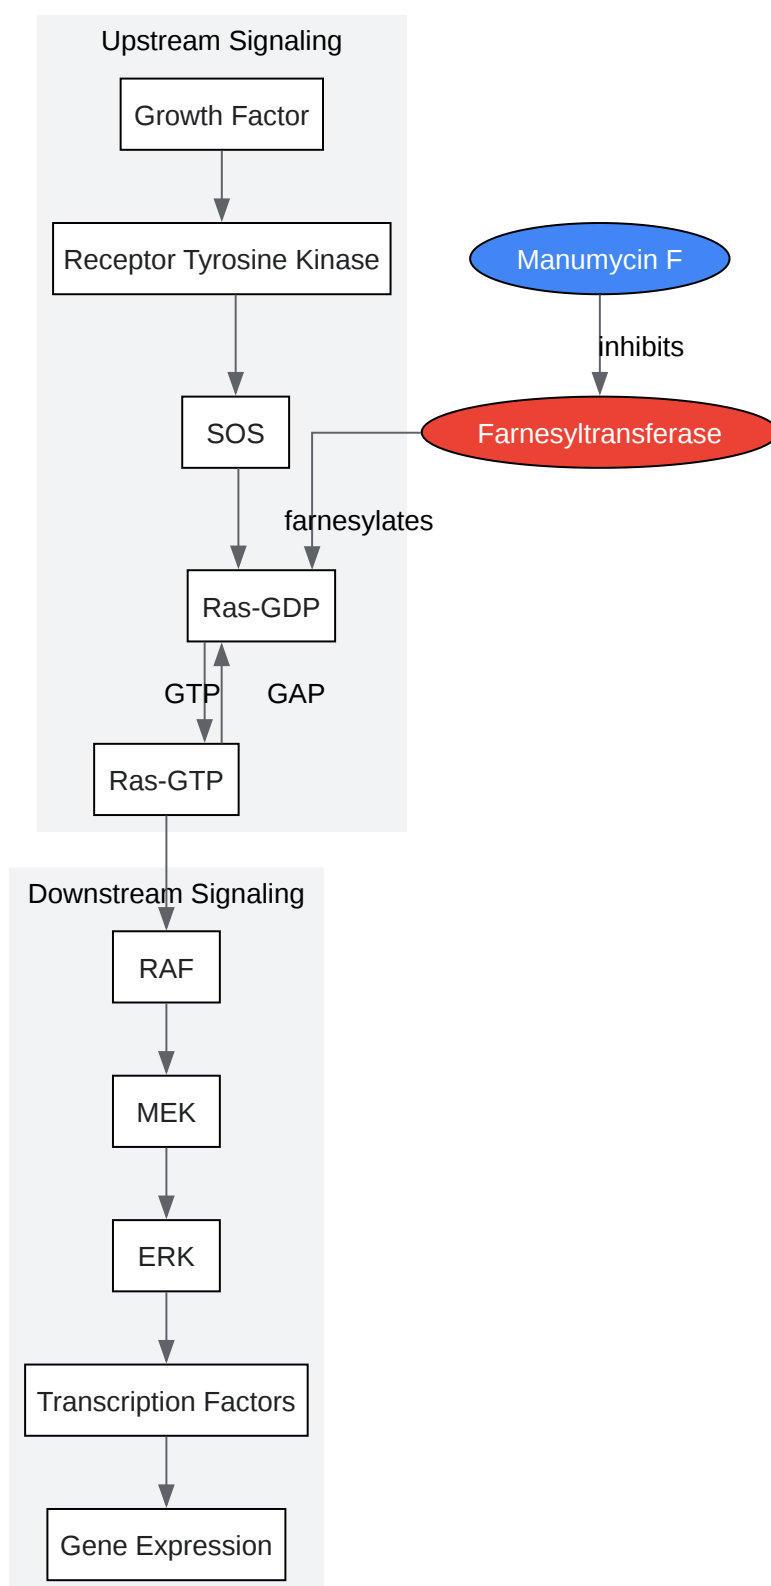 Upstream Signaling
Growth Factor
Receptor Tyrosine Kinase
Manumycin F
inhibits
SOS
Farnesyltransferase
farnesylates
Ras-GDP
GTP
GAP
Ras-GTP
Downstream Signaling
RAF
MEK
ERK
Transcription Factors
Gene Expression